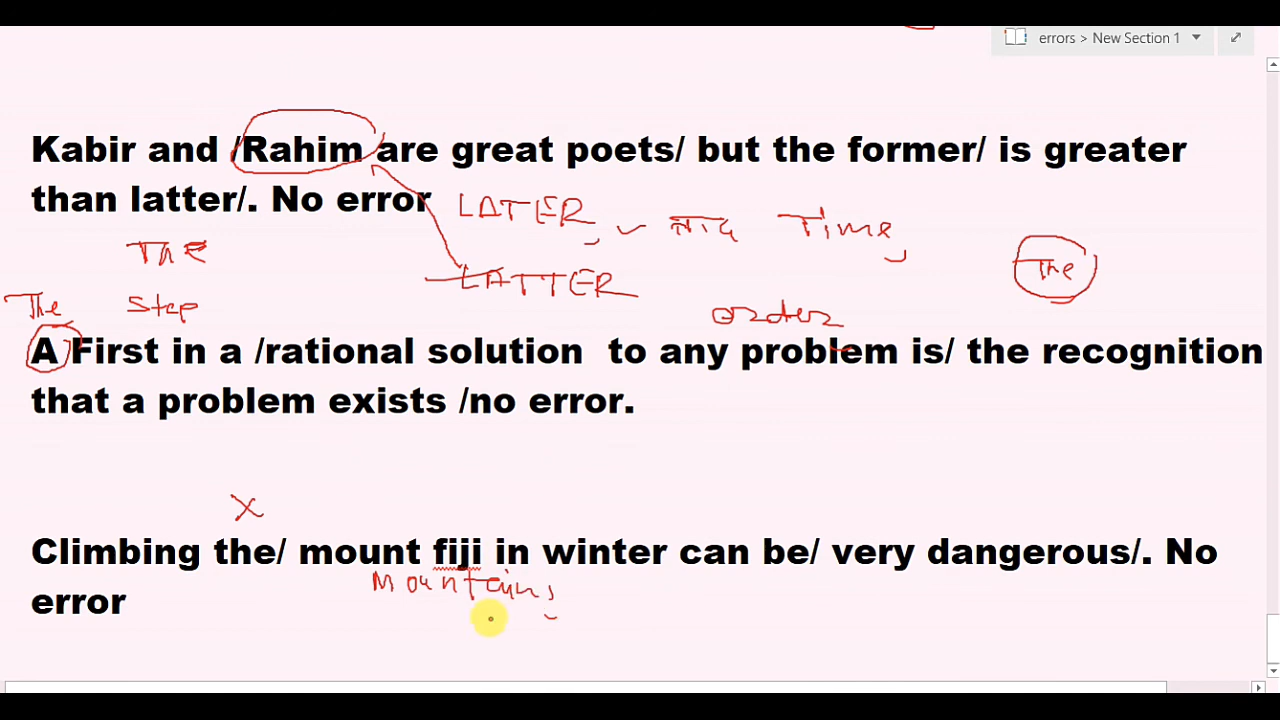 errors > New Section 1
Kabir and /Rahim are great poets/ but the former/ is greater
than latter/. No error
LATER, Time,
The
The
LATTER
The step
order
A First in a /rational solution to any problem is/ the recognition
that a problem exists /no error.
X
Climbing the/ mount fiji in winter can be/ very dangerous/. No
mountain,
error